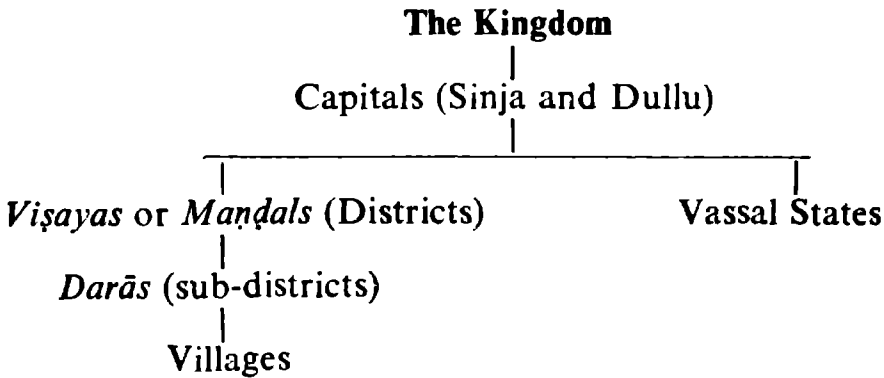 The Kingdom
Capitals (Sinja and Dullu)
Viṣayas or Maṇḍals (Districts) Vassal States
Darās (sub-districts)
Villages